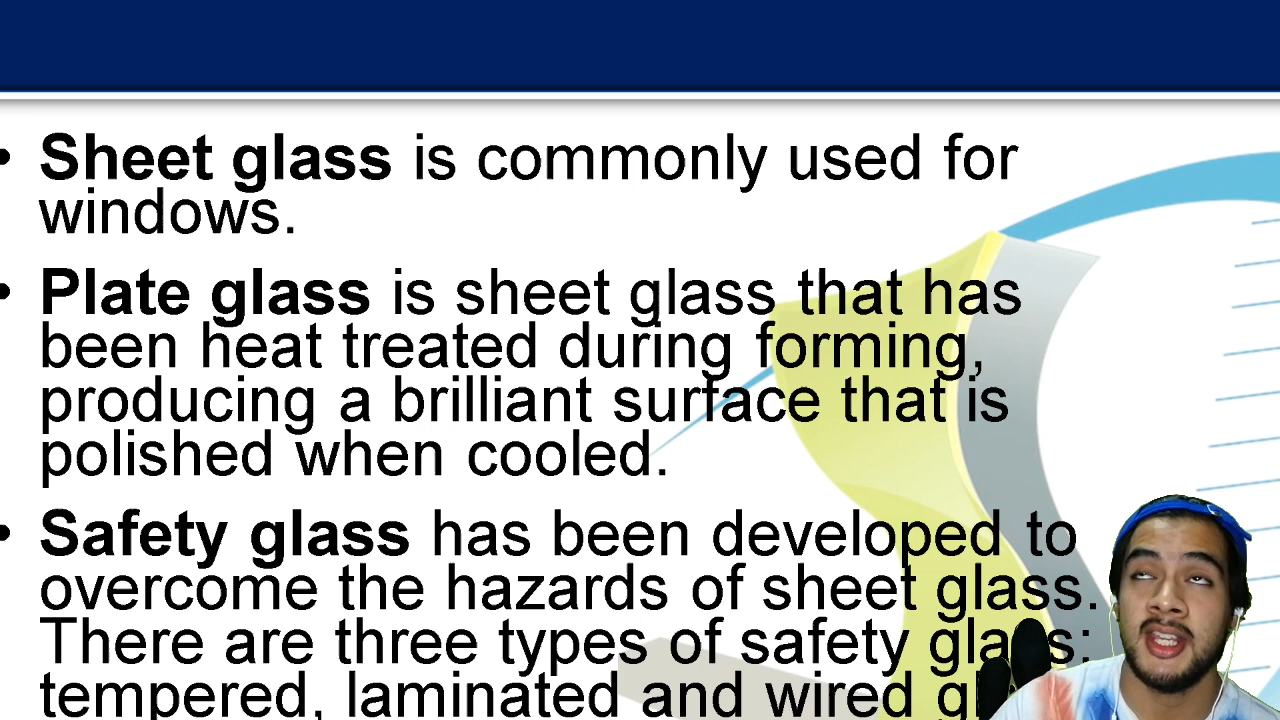 • Sheet glass is commonly used for
windows.
• Plate glass is sheet glass that has
been heat treated during forming,
producing a brilliant surface that is
polished when cooled.
• Safety glass has been developed to
overcome the hazards of sheet glass.
There are three types of safety glass:
tempered, laminated and wired